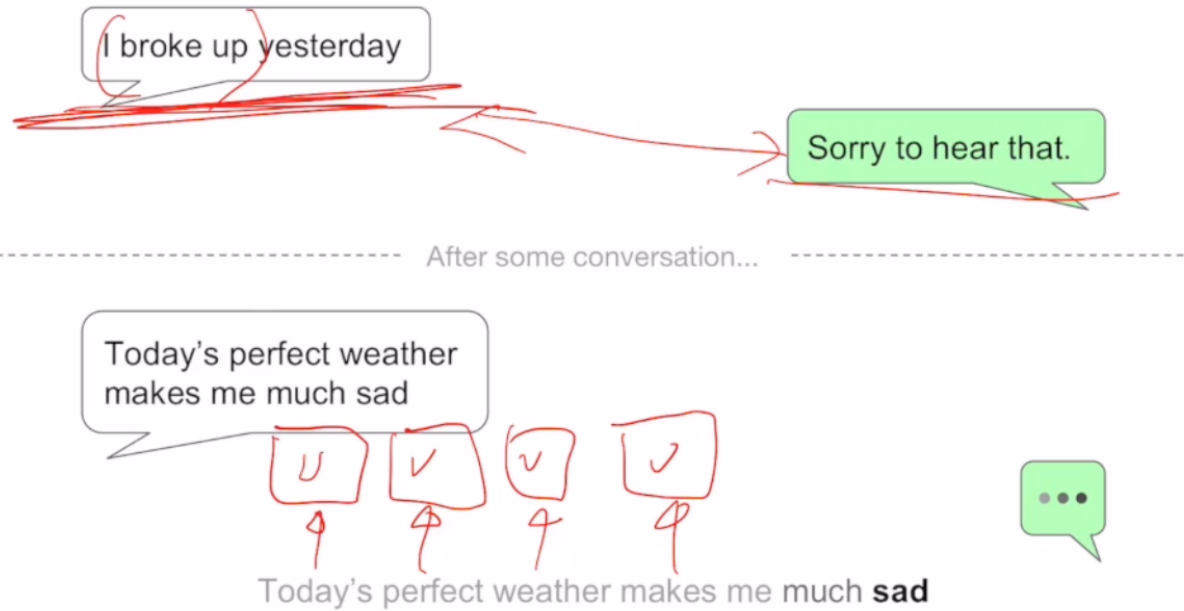 I broke up yesterday
Sorry to hear that.
After some conversation...
Today's perfect weather
makes me much sad
U V V V
Today's perfect weather makes me much sad